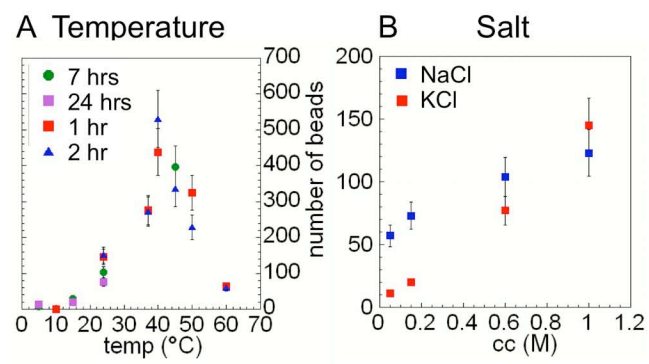 A Temperature
7 hrs
24 hrs
1 hr
2 hr
700
600
500
400
300
200
100
0
number of beads
0 10 20 30 40 50 60 70
temp (°C)
B Salt
NaCl
KCl
200
150
100
50
0
0 0.2 0.4 0.6 0.8 1 1.2
cc (M)